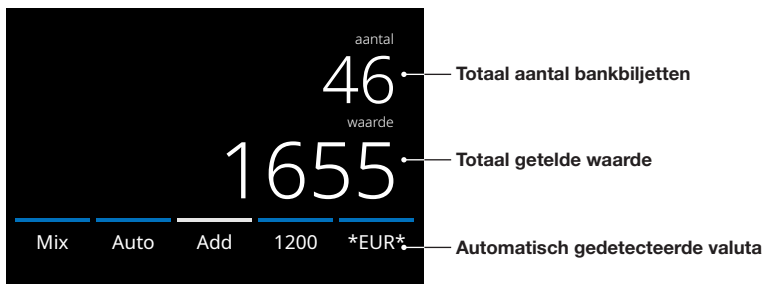 aantal
46
Totaal aantal bankbiljetten
waarde
1655
Totaal getelde waarde
Mix Auto Add 1200 *EUR*
Automatisch gedetecteerde valuta